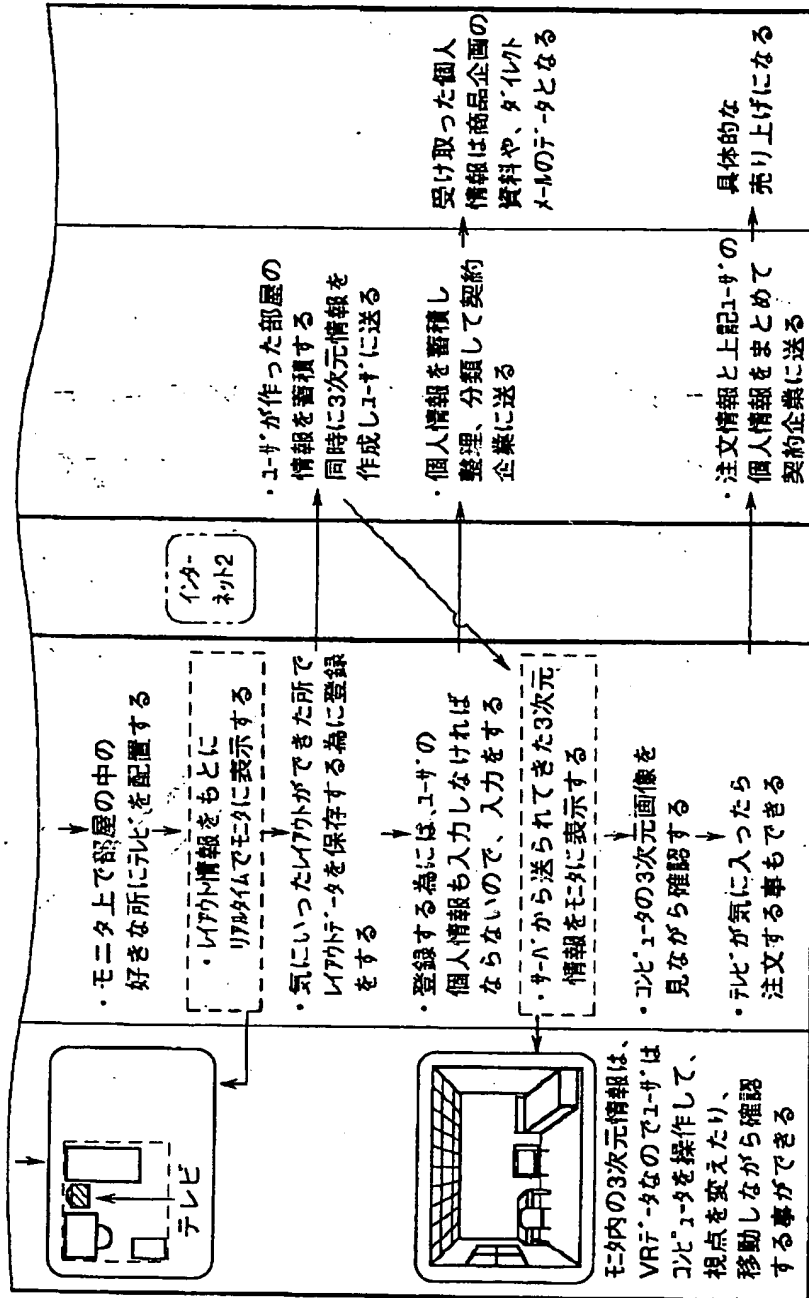 テレビ
モニタ内の3次元情報は、
VRデータなのでユーザは
コンピュータを操作して、
視点を変えたり、
移動しながら確認
する事ができる
・モニタ上で部屋の中の
好きな所にテレビを配置する
・レイアウト情報をもとに
リアルタイムでモニタに表示する
・気にいったレイアウトができた所で
レイアウトデータを保存する為に登録
をする
・登録する為には、ユーザの
個人情報も入力しなければ
ならないので、入力をする
・サーバから送られてきた3次元
情報をモニタに表示する
・コンピュータの3次元画像を
見ながら確認する
・テレビが気に入ったら
注文する事もできる
インター
ネット2
・ユーザが作った部屋の
情報を蓄積する
同時に3次元情報を
作成しユーザに送る
・個人情報を蓄積し
整理、分類して契約
企業に送る
・注文情報と上記ユーザの
個人情報をまとめて
契約企業に送る
受け取った個人
情報は商品企画の
資料や、ダイレクト
メールのデータとなる
具体的な
売り上げになる